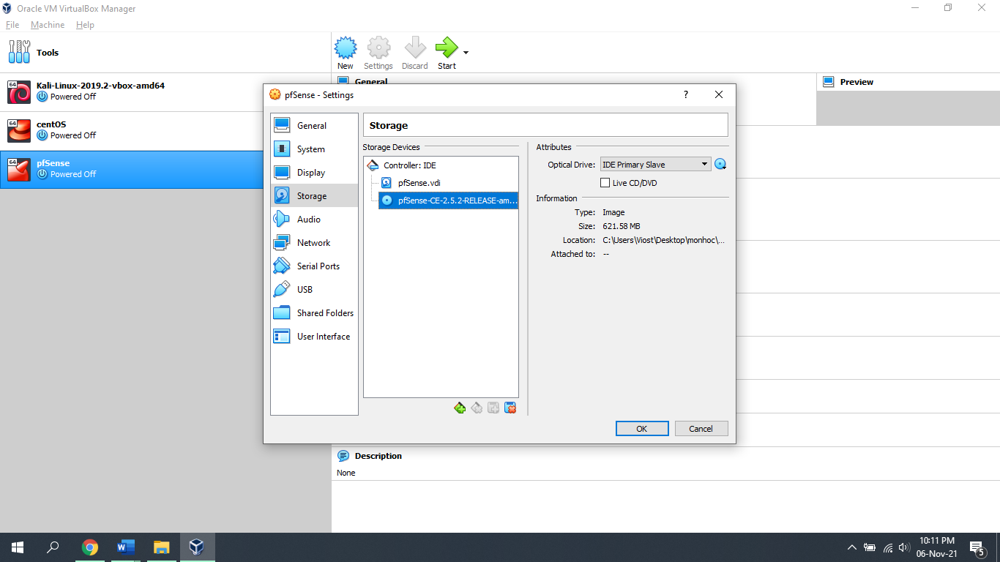 Oracle VM VirtualBox Manager
File Machine Help
Tools
New Settings Discard Start
64
Kali-Linux-2019.2-vbox-amd64
Powered Off
64
centOS
Powered Off
64
pfSense
Powered Off
General
Preview
pfSense - Settings
?
General
System
Display
Storage
Audio
Network
Serial Ports
USB
Shared Folders
User Interface
Storage
Storage Devices
Controller: IDE
pfSense.vdi
pfSense-CE-2.5.2-RELEASE-am...
Attributes
Optical Drive: IDE Primary Slave
Live CD/DVD
Information
Type: Image
Size: 621.58 MB
Location: C:\Users\Viost\Desktop\monhoc\...
Attached to: --
OK Cancel
Description
None
10:11 PM
06-Nov-21
5